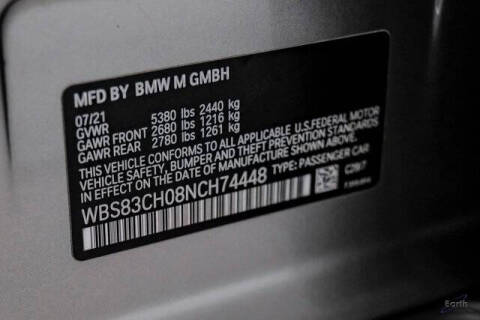 MFD BY BMW M GMBH
07/21
GVWR 5380 lbs 2440 kg
GAWR FRONT 2680 lbs 1216 kg
GAWR REAR 2780 lbs 1261 kg
THIS VEHICLE CONFORMS TO ALL APPLICABLE U.S.FEDERAL MOTOR
VEHICLE SAFETY, BUMPER AND THEFT PREVENTION STANDARDS
IN EFFECT ON THE DATE OF MANUFACTURE SHOWN ABOVE.
WBS83CH08NCH74448 TYPE: PASSENGER CAR
Earth